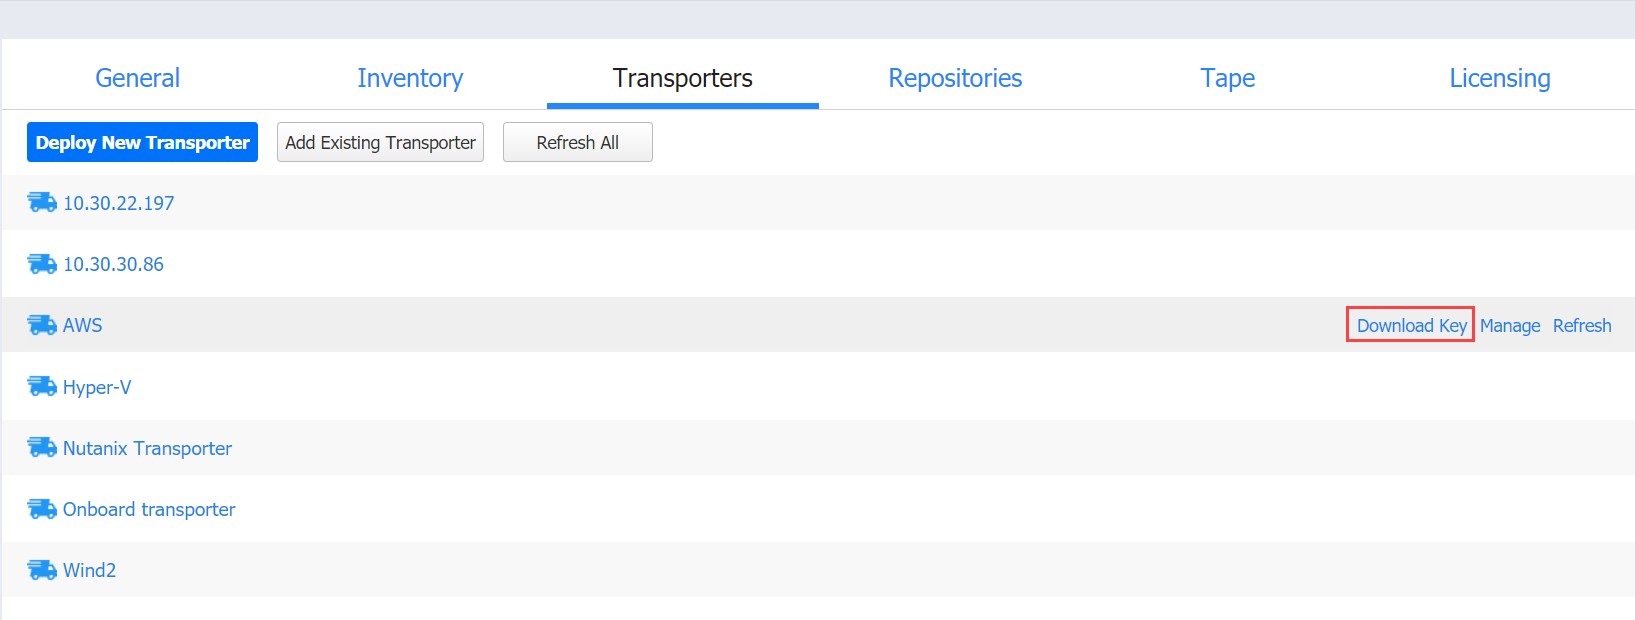 General Inventory Transporters Repositories Tape Licensing
Deploy New Transporter Add Existing Transporter Refresh All
10.30.22.197
10.30.30.86
AWS Download Key Manage Refresh
Hyper-V
Nutanix Transporter
Onboard transporter
Wind2